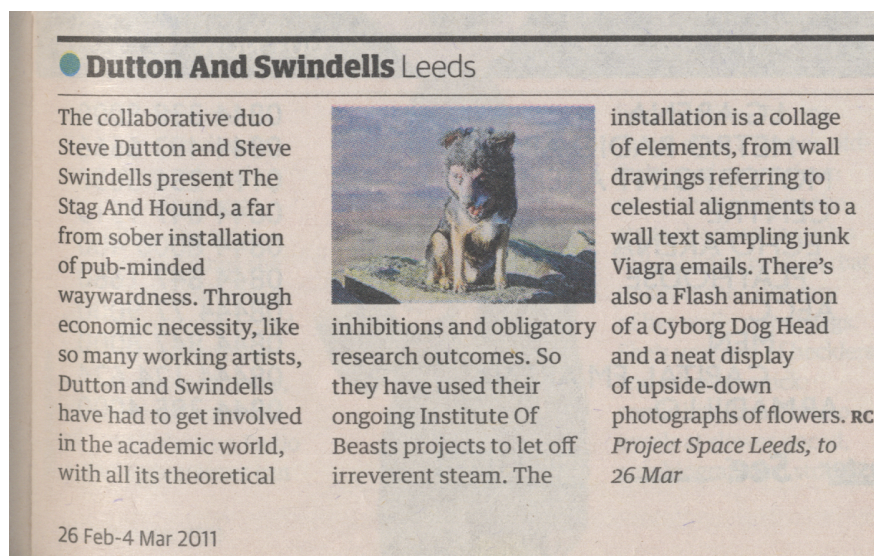 Dutton And Swindells Leeds
The collaborative duo
Steve Dutton and Steve
Swindells present The
Stag And Hound, a far
from sober installation
of pub-minded
waywardness. Through
economic necessity, like
so many working artists,
Dutton and Swindells
have had to get involved
in the academic world,
with all its theoretical
inhibitions and obligatory
research outcomes. So
they have used their
ongoing Institute Of
Beasts projects to let off
irreverent steam. The
installation is a collage
of elements, from wall
drawings referring to
celestial alignments to a
wall text sampling junk
Viagra emails. There’s
also a Flash animation
of a Cyborg Dog Head
and a neat display
of upside-down
photographs of flowers. RC
Project Space Leeds, to
26 Mar
26 Feb-4 Mar 2011